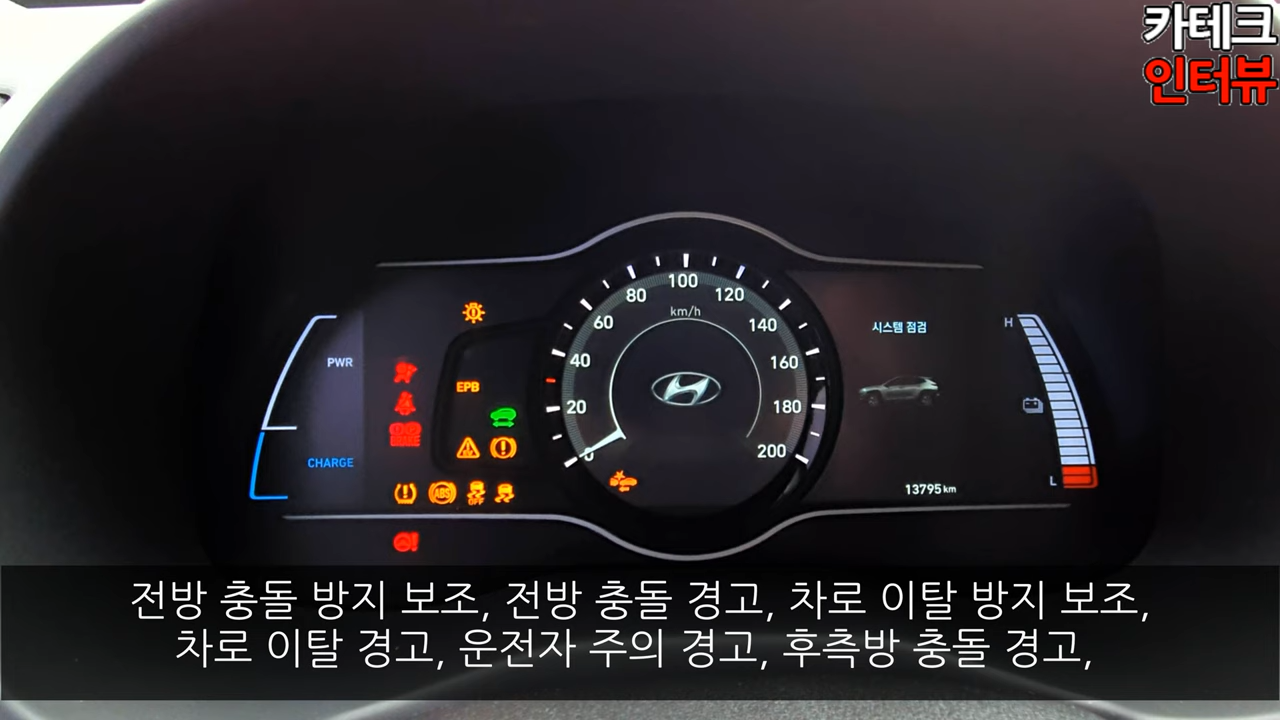 카테크
인터뷰
100
80
120
km/h
60
140
시스템 점검
H
PWR
40
160
EPB
20
180
CHARGE
0
200
L
ABS
OFF
13795 km
전방 충돌 방지 보조, 전방 충돌 경고, 차로 이탈 방지 보조,
차로 이탈 경고, 운전자 주의 경고, 후측방 충돌 경고,